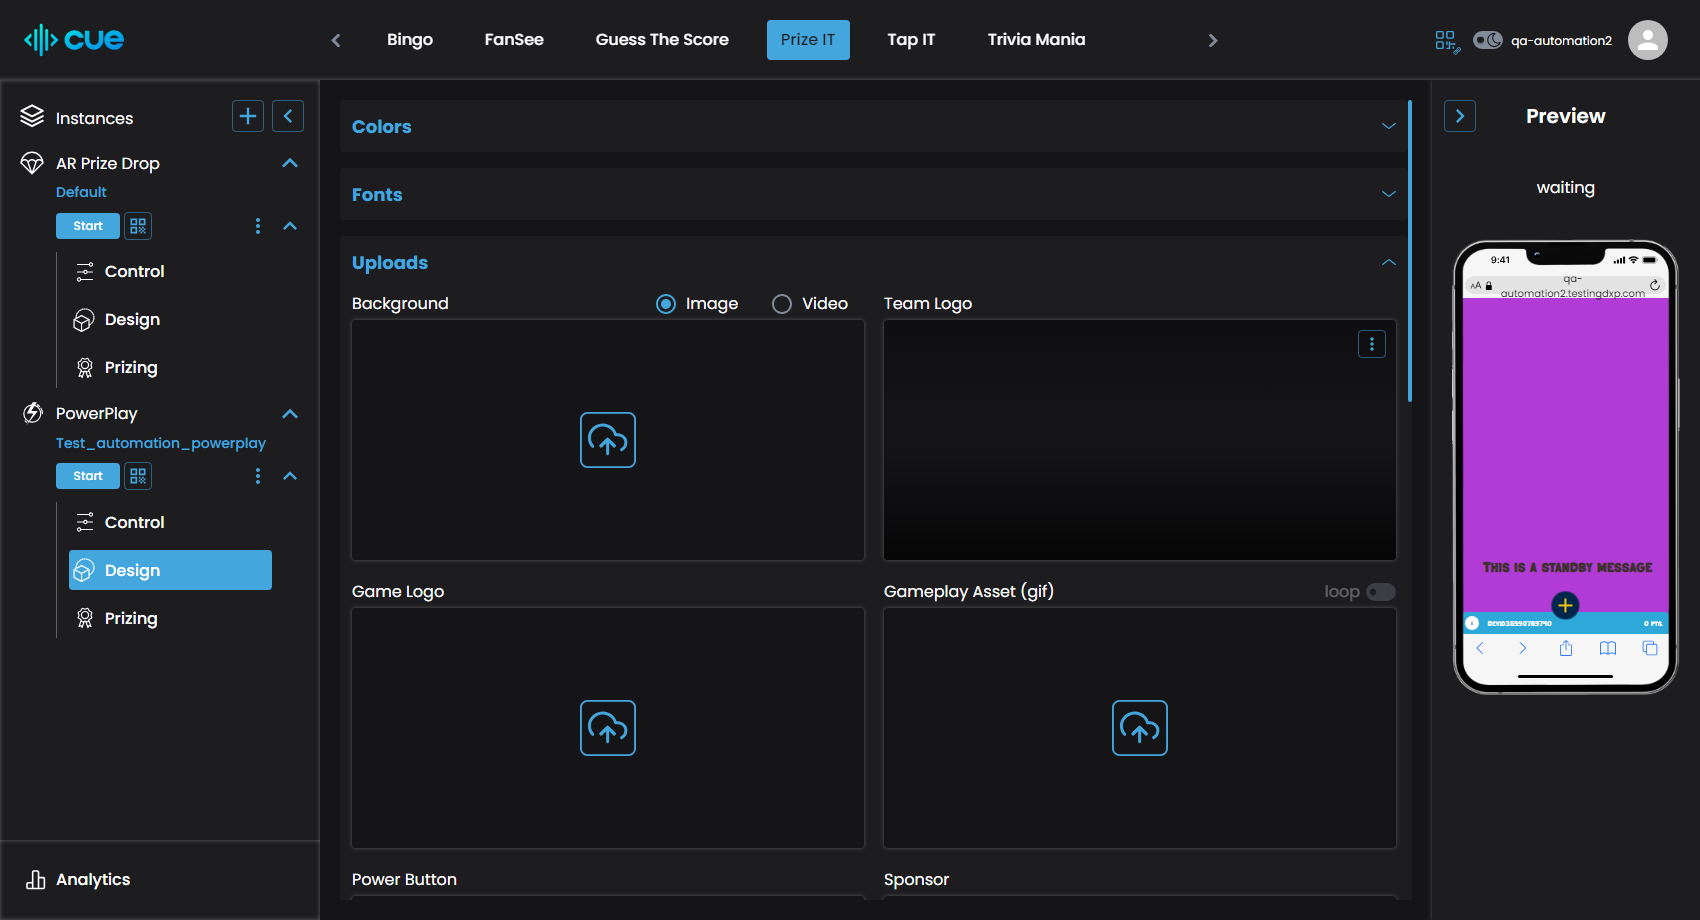 cue
Bingo
FanSee
Guess The Score
Prize IT
Tap IT
Trivia Mania
qa-automation2
Instances
AR Prize Drop
Default
Start
Control
Design
Prizing
PowerPlay
Test_automation_powerplay
Start
Control
Design
Prizing
Analytics
Colors
Fonts
Uploads
Background
Image
Video
Team Logo
Game Logo
Gameplay Asset (gif)
loop
Power Button
Sponsor
Preview
waiting
9:41
AA
qa-
automation2.testingdxp.com
This is a standby message
0 PTS.